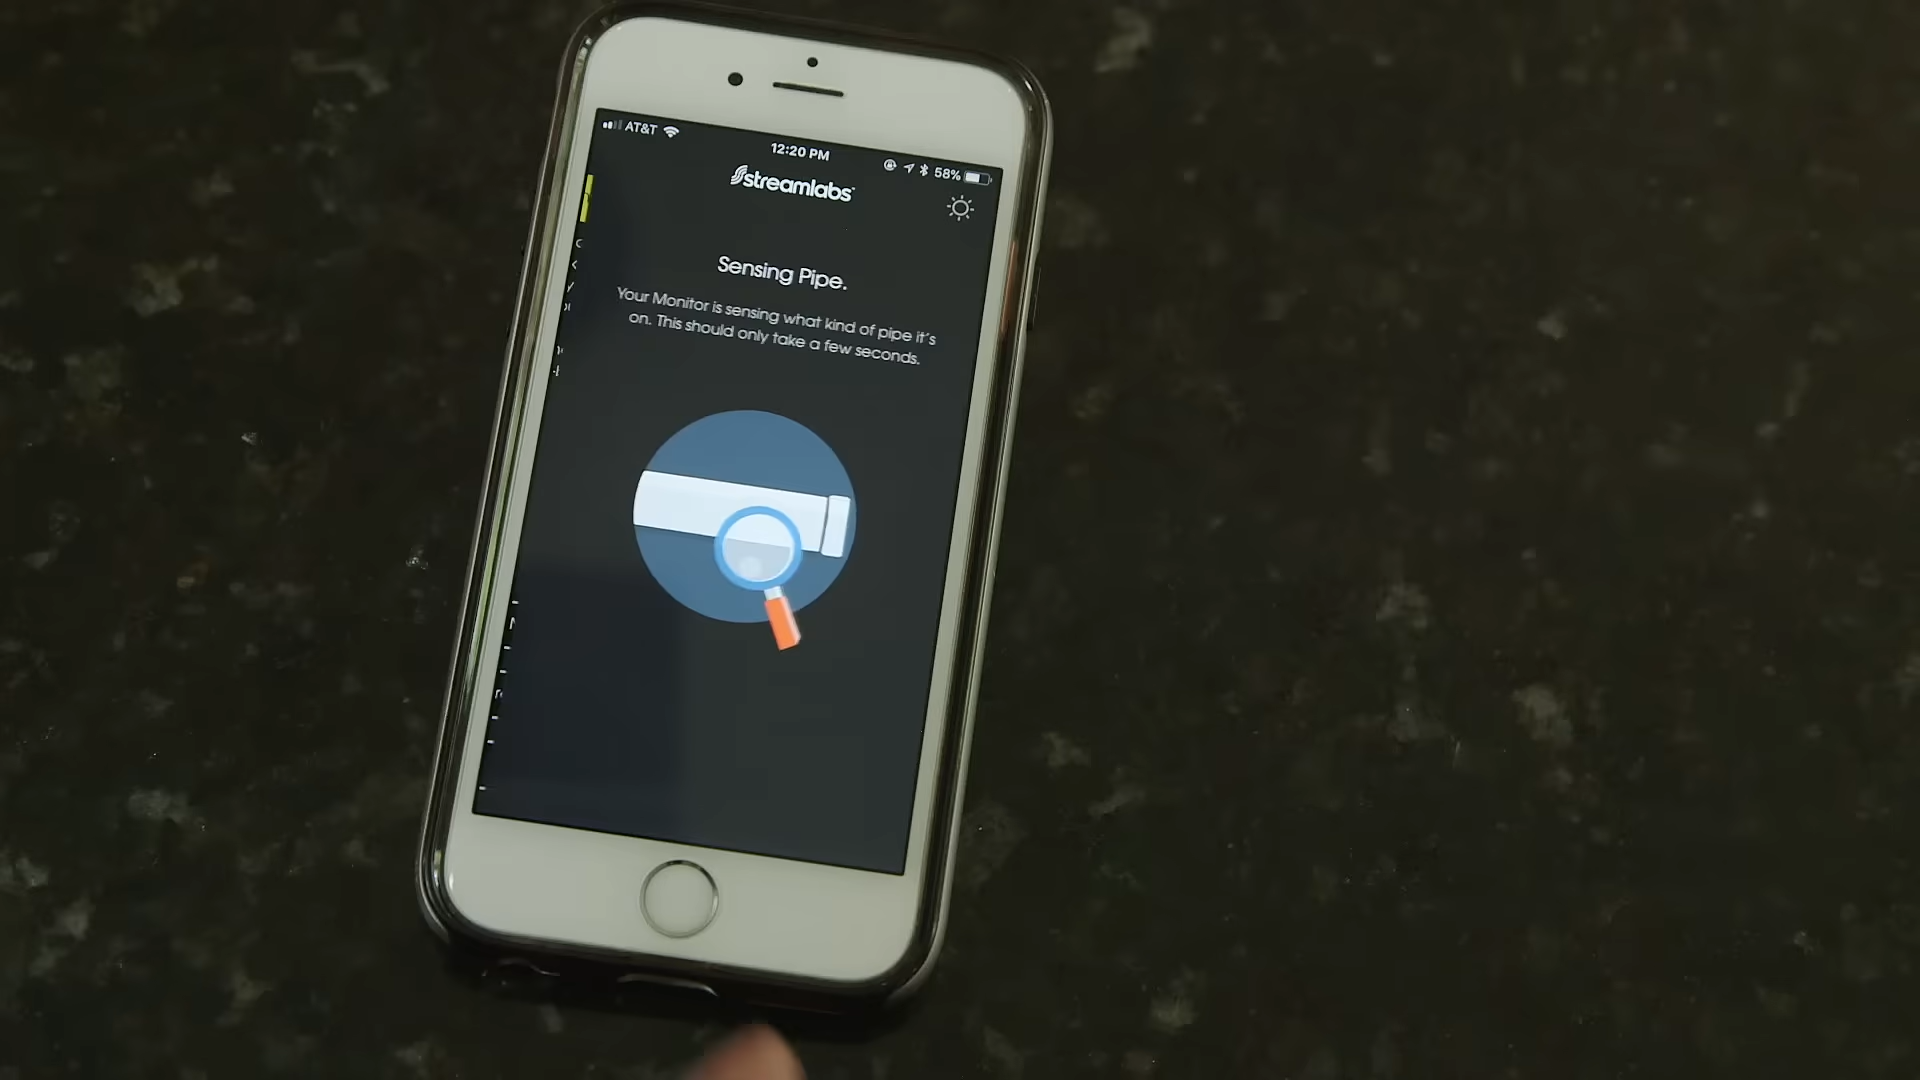 AT&T
12:20 PM
58%
streamlabs
Sensing Pipe.
Your Monitor is sensing what kind of pipe it's
on. This should only take a few seconds.